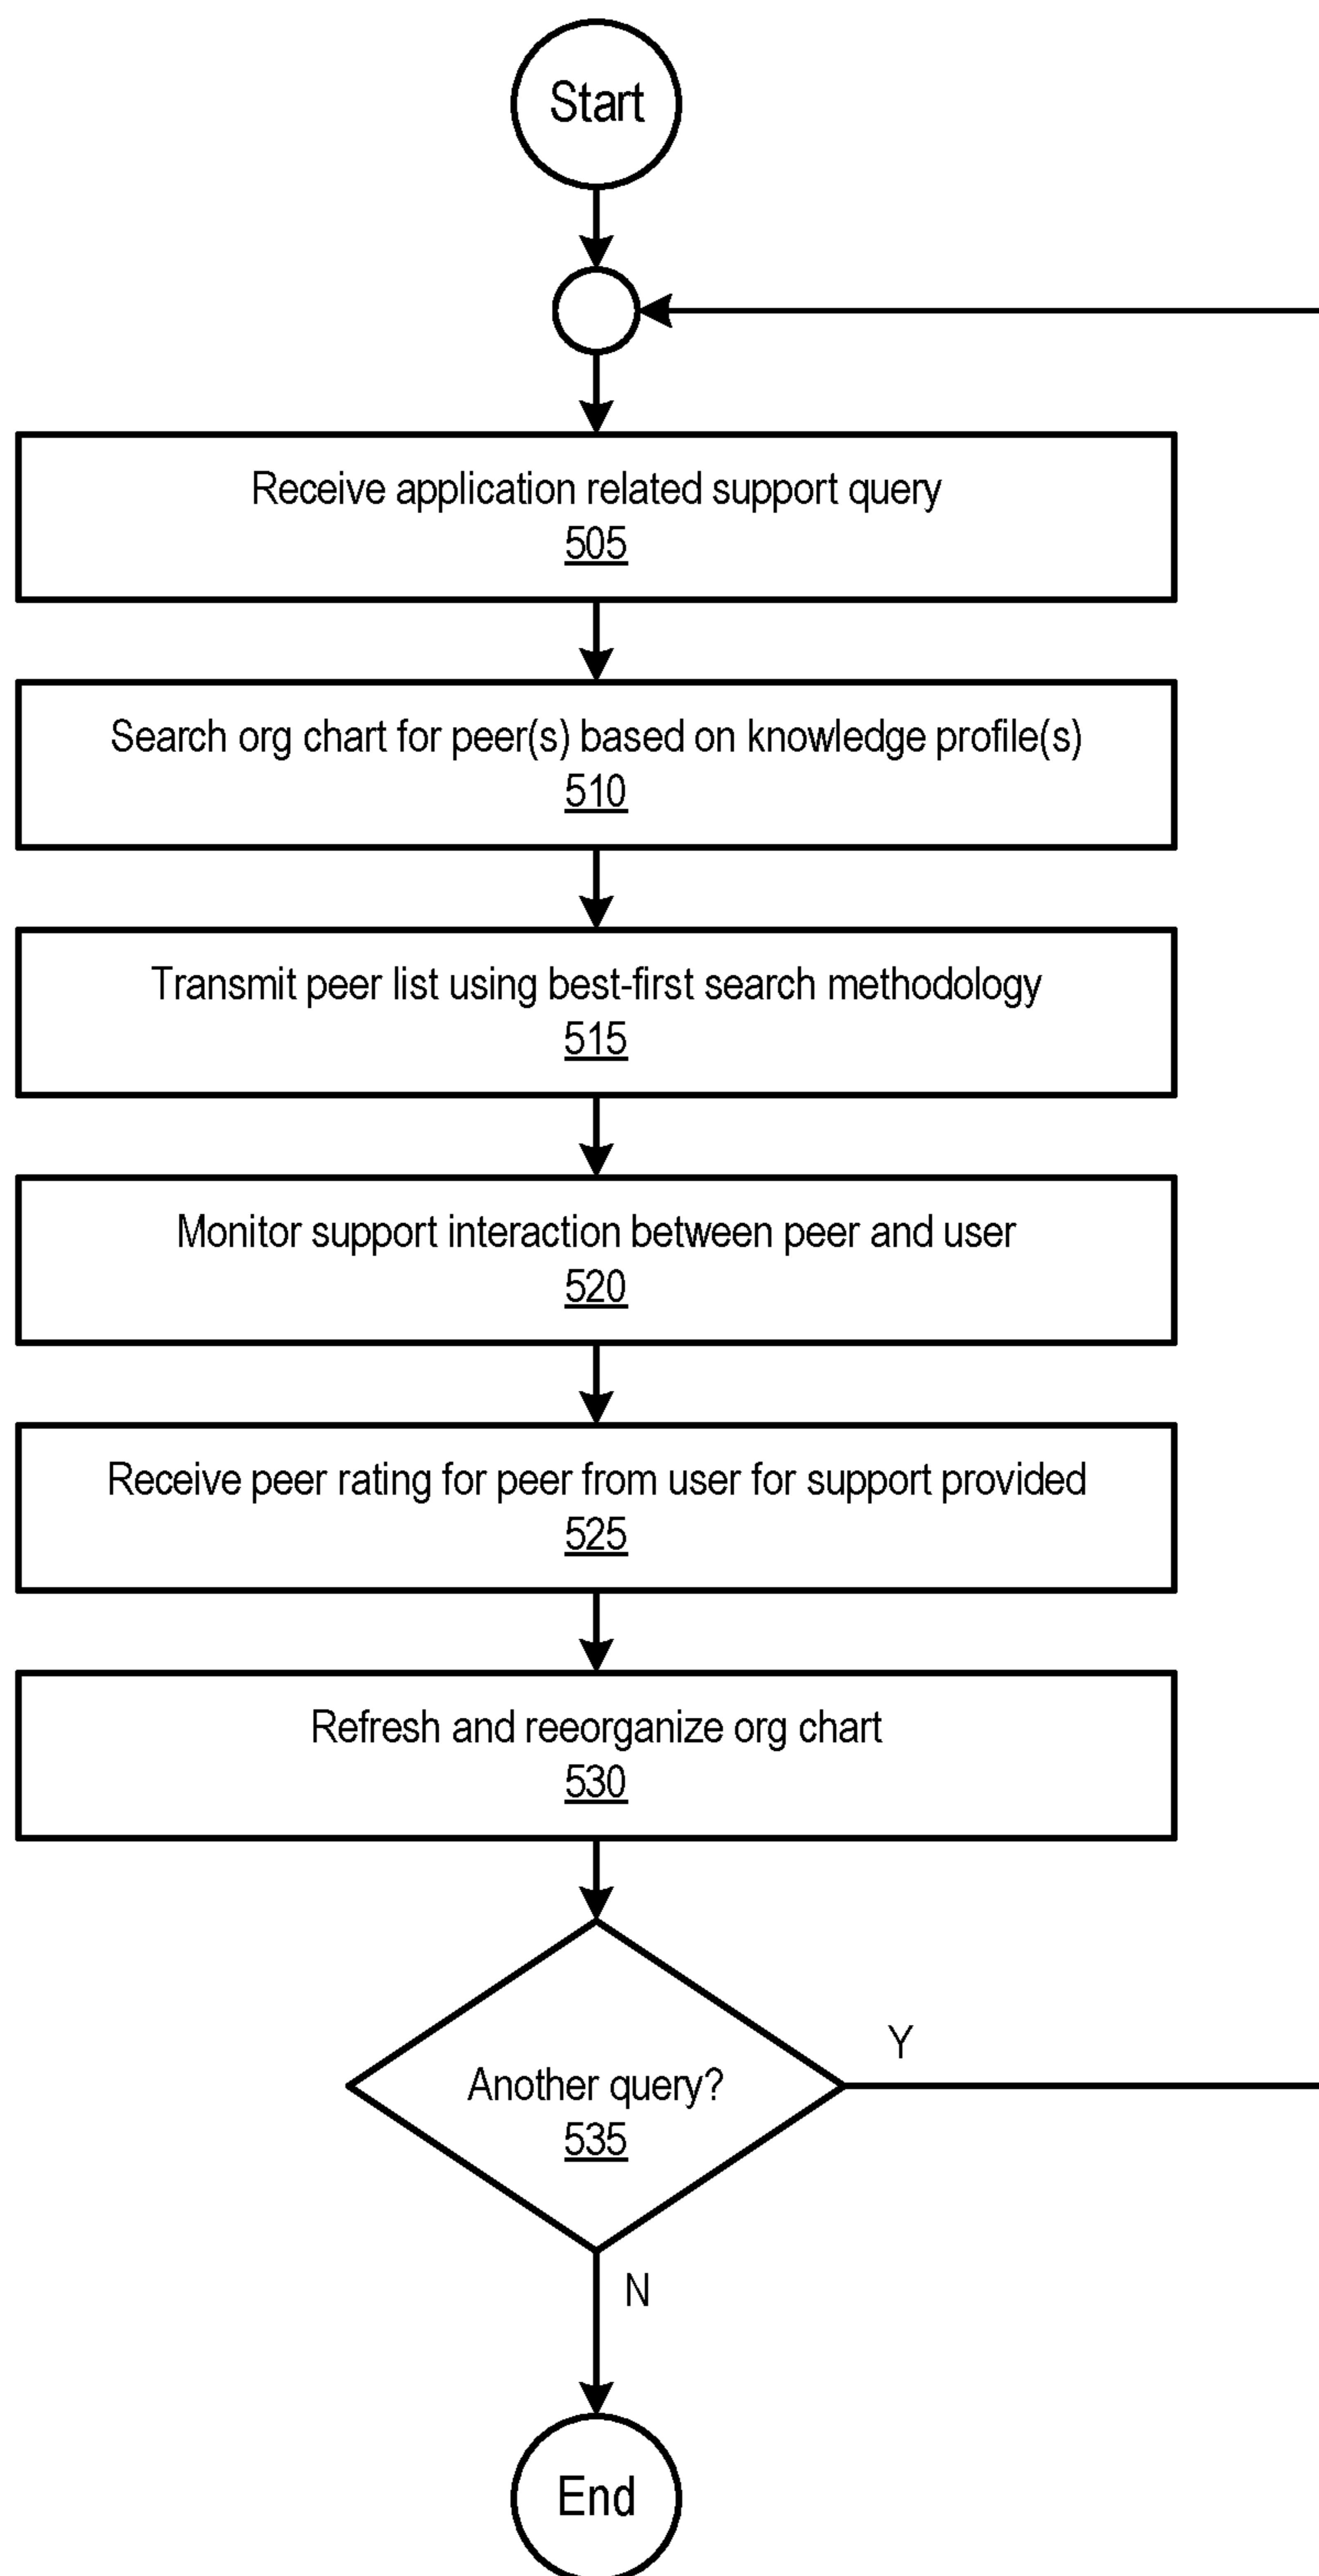 Start
Receive application related support query
505
Search org chart for peer(s) based on knowledge profile(s)
510
Transmit peer list using best-first search methodology
515
Monitor support interaction between peer and user
520
Receive peer rating for peer from user for support provided
525
Refresh and reeorganize org chart
530
Another query?
535
Y
N
End